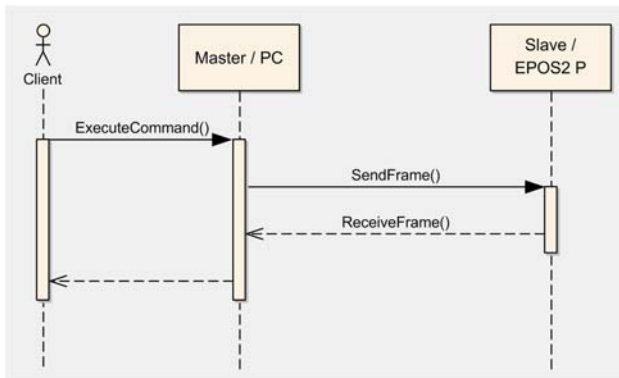 Client
Master / PC
Slave /
EPOS2 P
ExecuteCommand()
SendFrame()
ReceiveFrame()